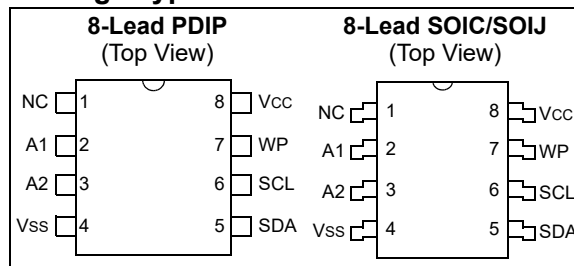 8-Lead PDIP
(Top View)
NC 1 8 Vcc
A1 2 7 WP
A2 3 6 SCL
Vss 4 5 SDA
8-Lead SOIC/SOIJ
(Top View)
NC 1 8 Vcc
A1 2 7 WP
A2 3 6 SCL
Vss 4 5 SDA